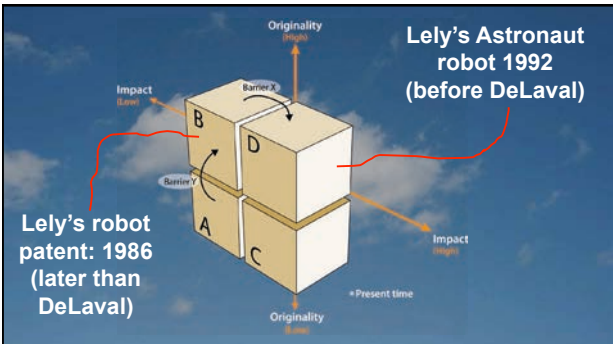 Originality
(High)
Lely's Astronaut
robot 1992
(before DeLaval)
Impact
(Low)
Barrier X
B
D
Barrier Y
A
C
Lely's robot
patent: 1986
(later than
DeLaval)
Impact
(High)
*Present time
Originality
(Low)